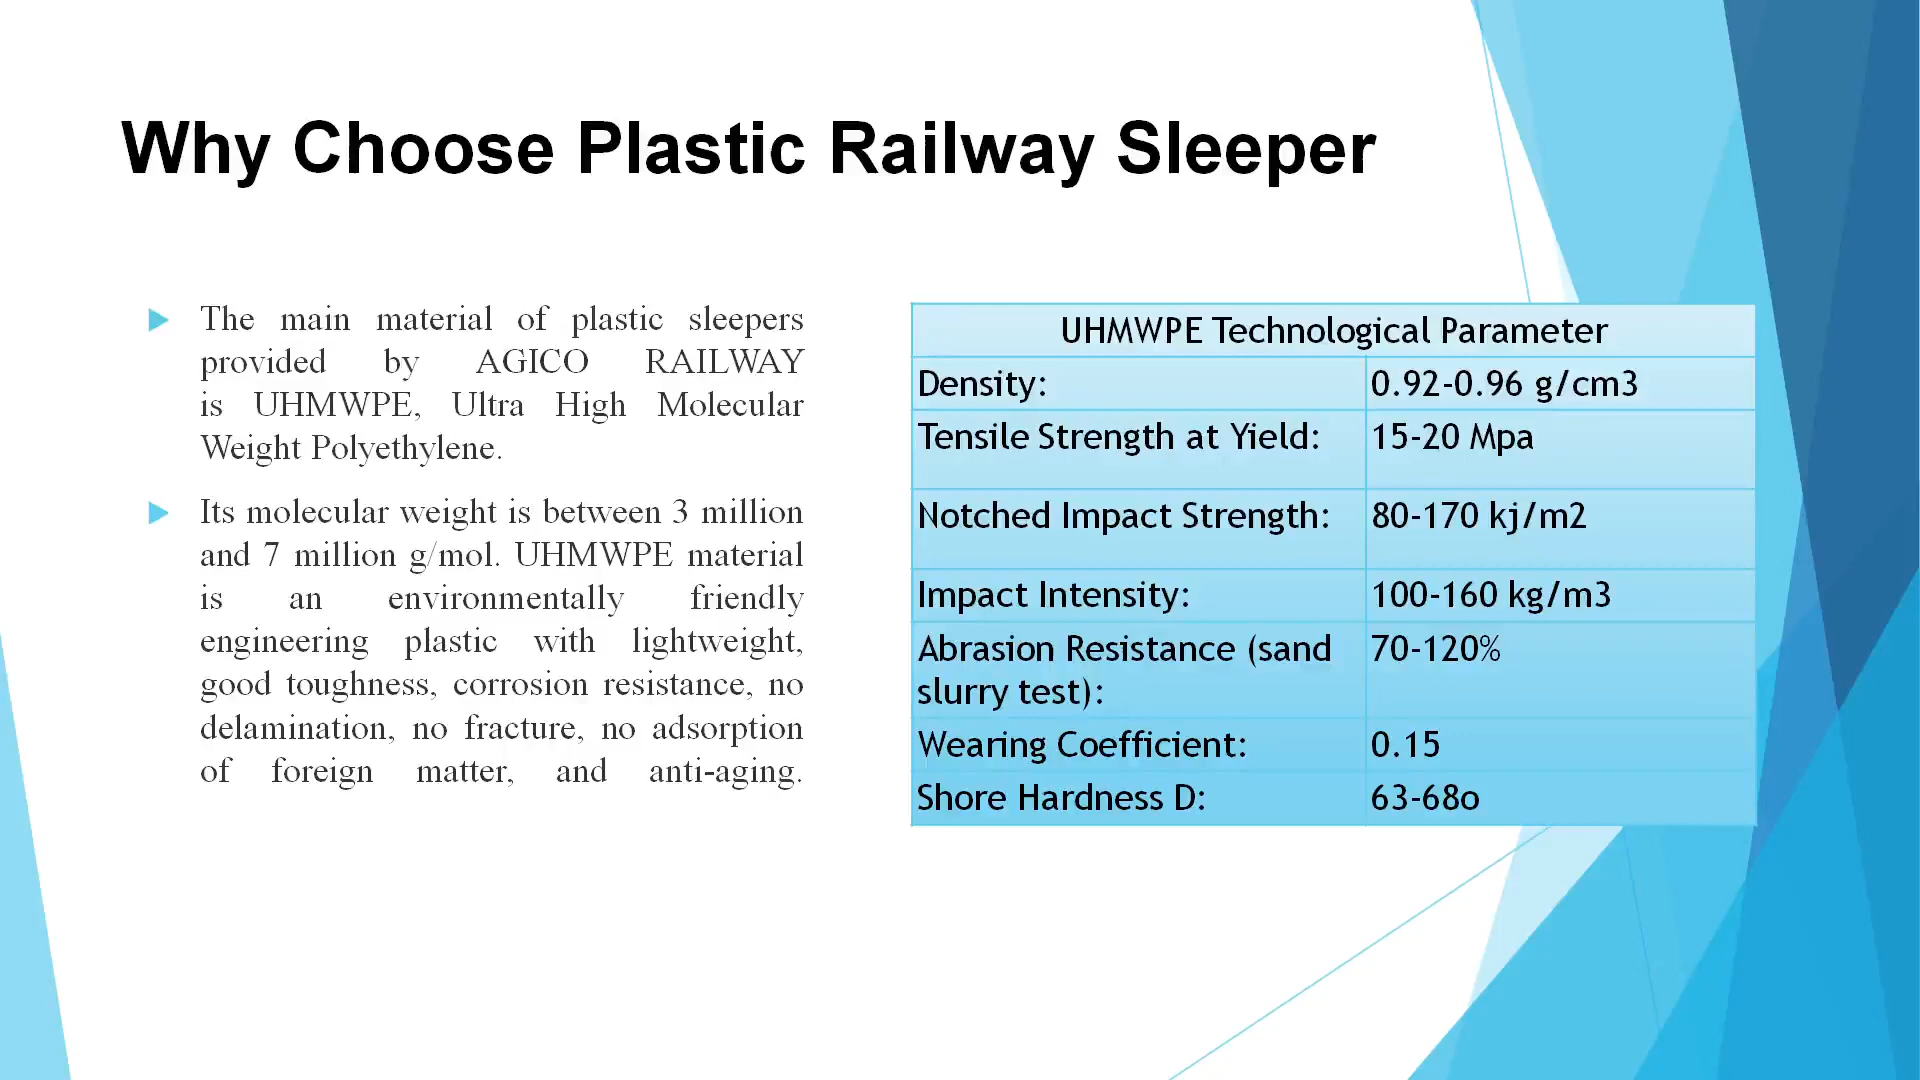 Why Choose Plastic Railway Sleeper
The main material of plastic sleepers
provided by AGICO RAILWAY
is UHMWPE, Ultra High Molecular
Weight Polyethylene.
Its molecular weight is between 3 million
and 7 million g/mol. UHMWPE material
is an environmentally friendly
engineering plastic with lightweight,
good toughness, corrosion resistance, no
delamination, no fracture, no adsorption
of foreign matter, and anti-aging.
UHMWPE Technological Parameter
Density: 0.92-0.96 g/cm3
Tensile Strength at Yield: 15-20 Mpa
Notched Impact Strength: 80-170 kj/m2
Impact Intensity: 100-160 kg/m3
Abrasion Resistance (sand 70-120%
slurry test):
Wearing Coefficient: 0.15
Shore Hardness D: 63-68o